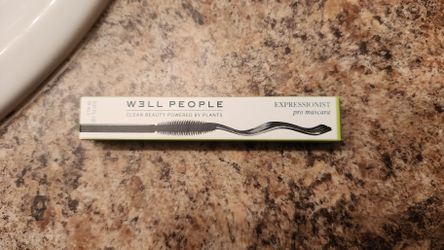 W3LL PEOPLE
CLEAN BEAUTY POWERED BY PLANTS
EXPRESSIONIST
pro mascara